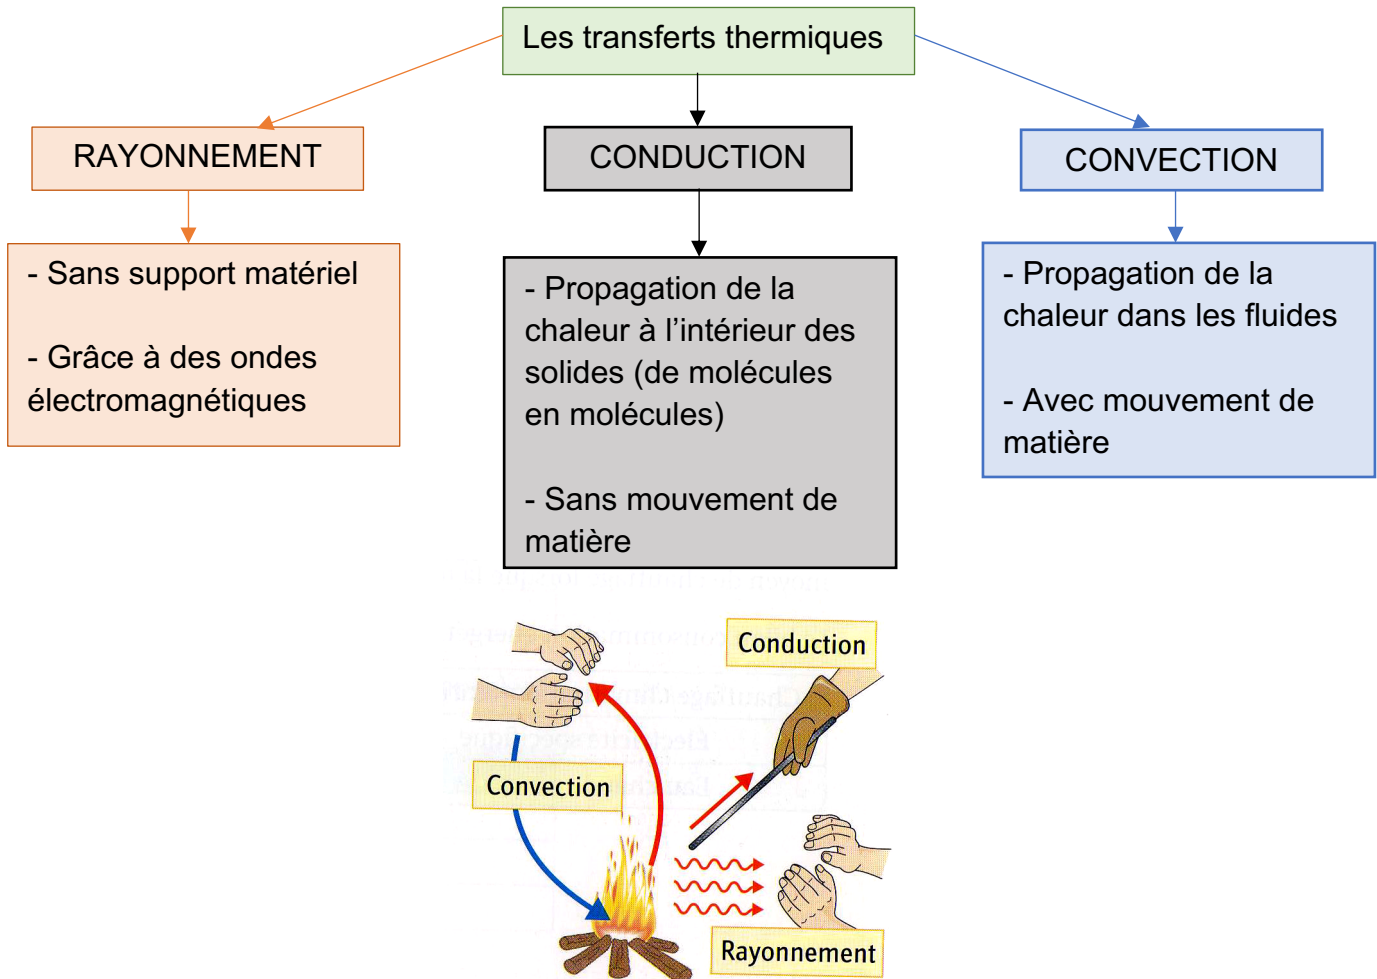 Les transferts thermiques
RAYONNEMENT
CONDUCTION
CONVECTION
- Sans support matériel
- Grâce à des ondes
électromagnétiques
- Propagation de la
chaleur à l’intérieur des
solides (de molécules
en molécules)
- Sans mouvement de
matière
- Propagation de la
chaleur dans les fluides
- Avec mouvement de
matière
Conduction
Convection
Rayonnement